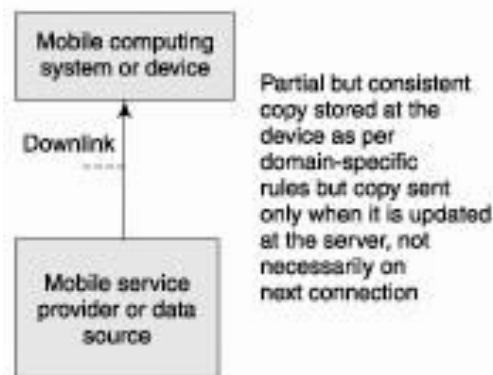 Mobile computing
system or device
Downlink
Partial but consistent
copy stored at the
device as per
domain-specific
rules but copy sent
only when it is updated
at the server, not
necessarily on
next connection
Mobile service
provider or data
source